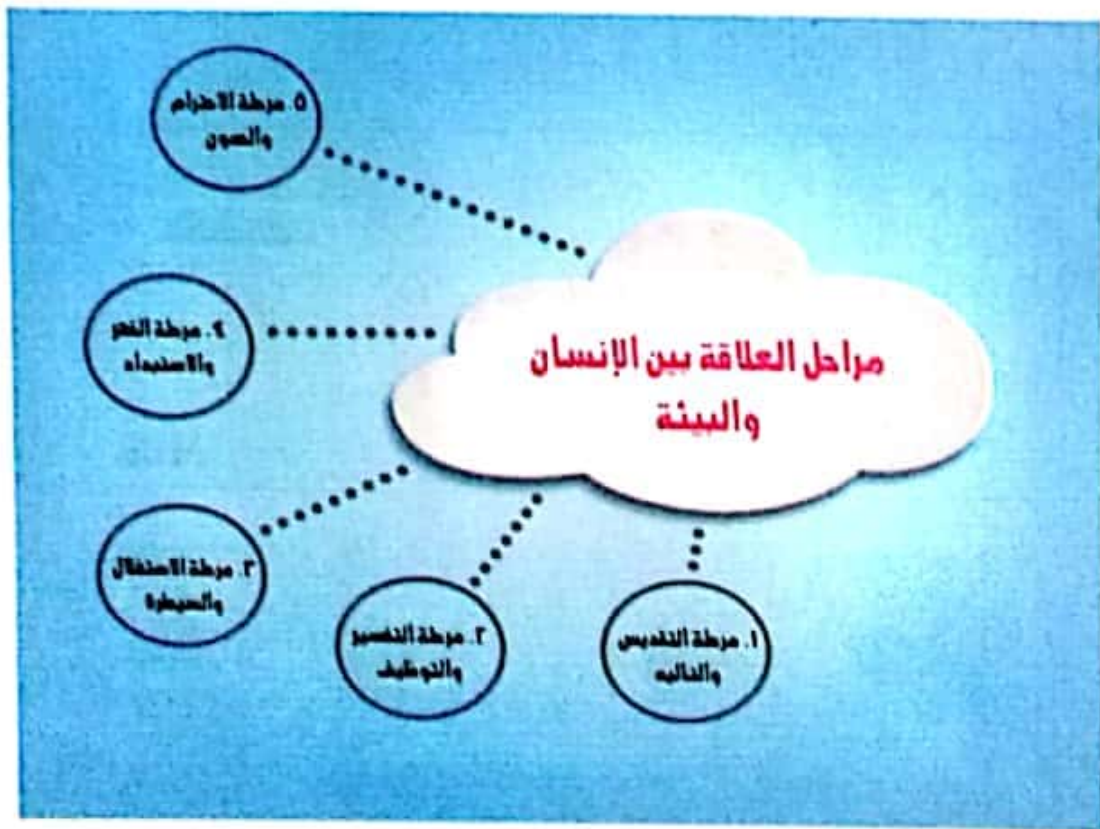 مراحل العلاقة بين الإنسان
والبيئة
١. مرحلة التقديس
والتأليه
٢. مرحلة التفسير
والتوظيف
٣. مرحلة الاستغلال
والسيطرة
٤. مرحلة القهر
والاستبداد
٥. مرحلة الاحترام
والصون